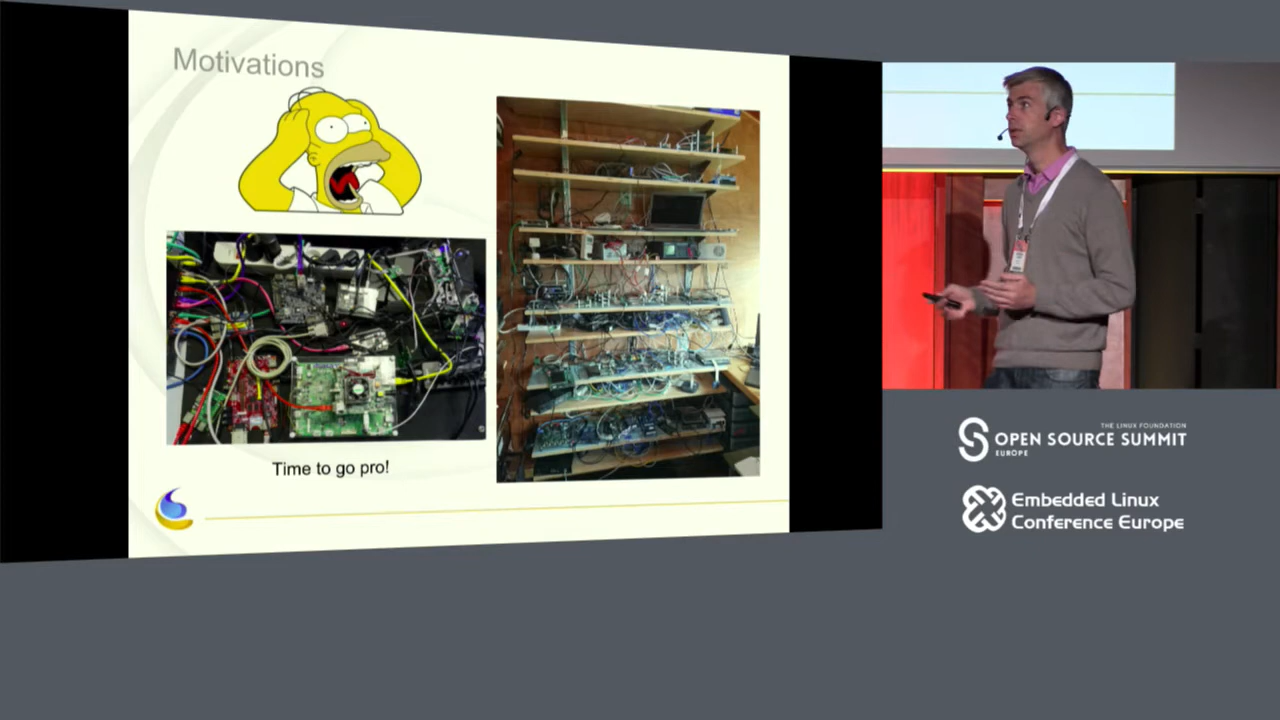 Motivations
Time to go pro!
THE LINUX FOUNDATION
OPEN SOURCE SUMMIT
EUROPE
Embedded Linux
Conference Europe